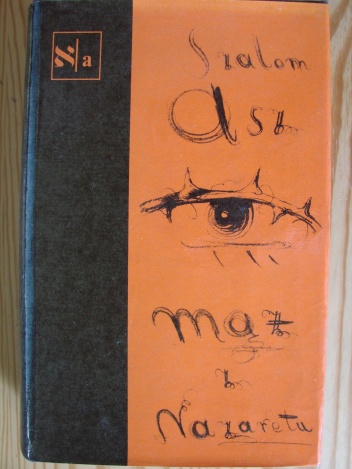 א a
Szalom
Asz
mąż
z
Nazaretu